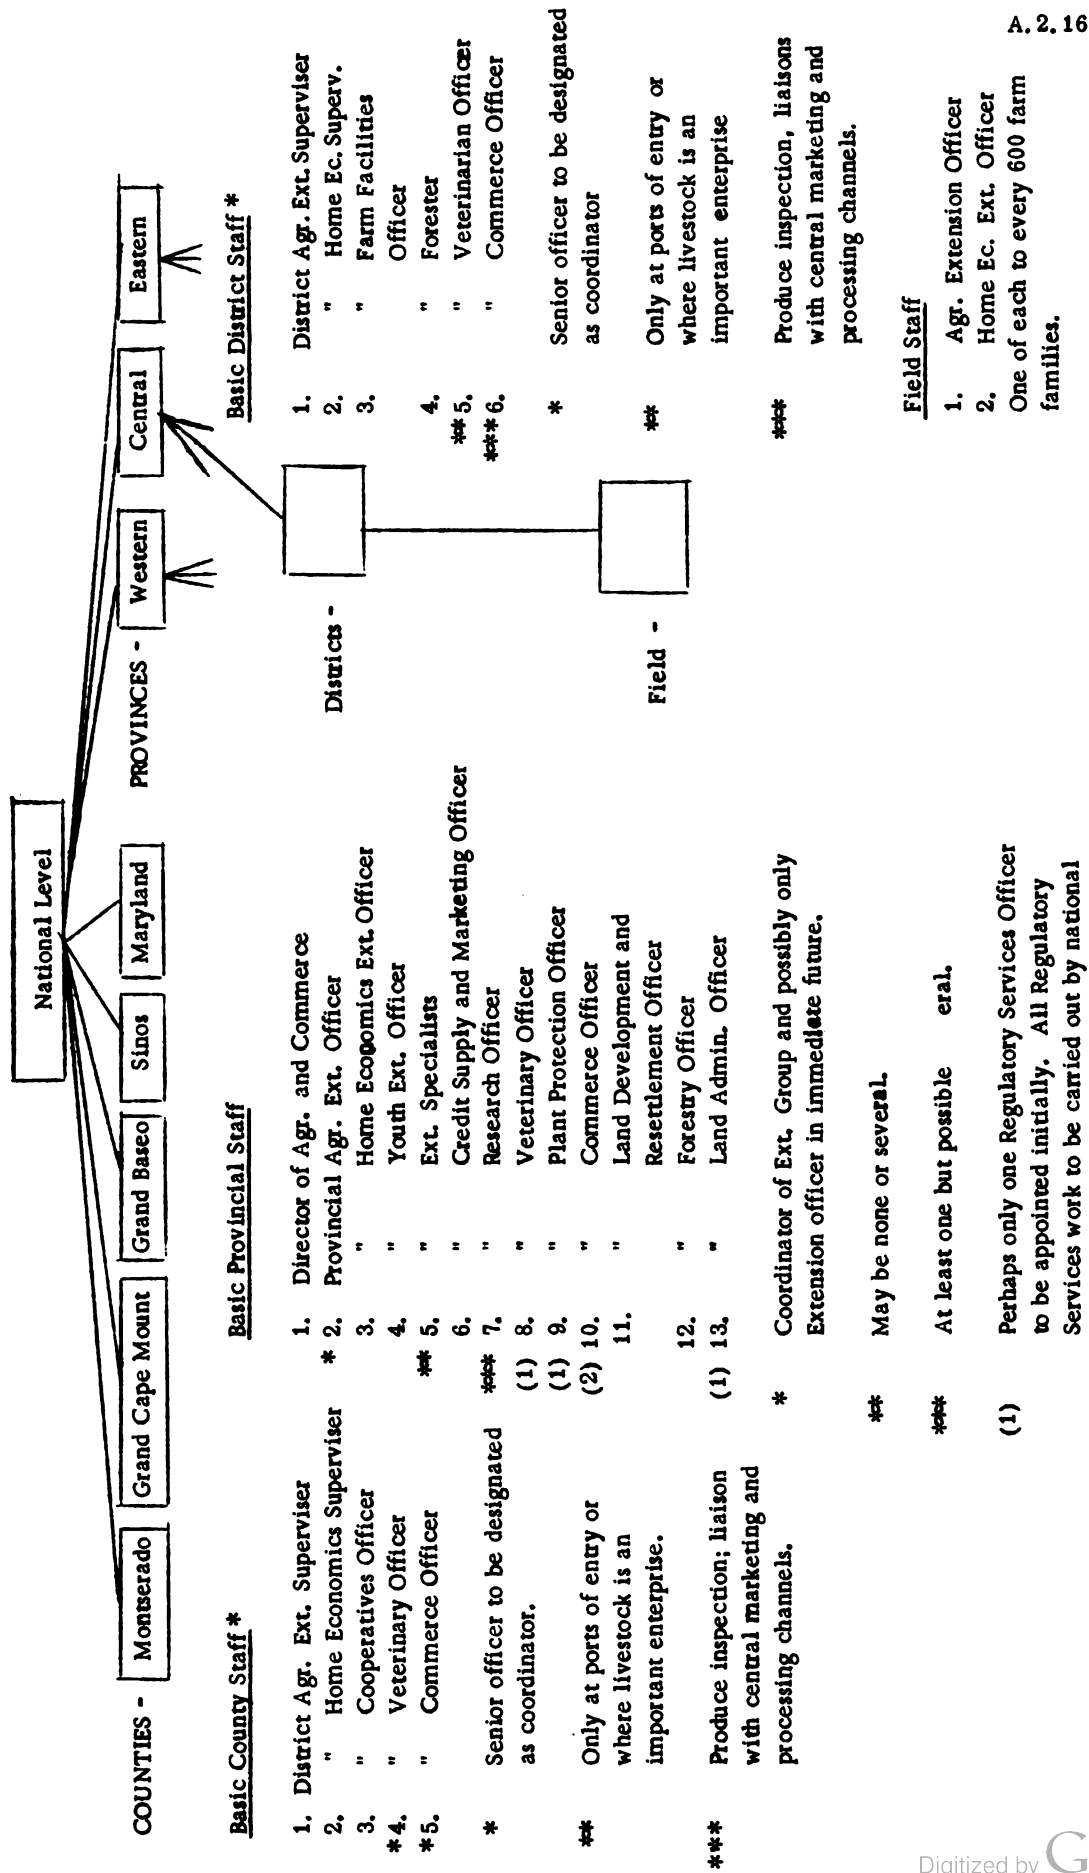 A.2.16
National Level
COUNTIES - Montserado Grand Cape Mount Grand Baseo Sinos Maryland PROVINCES - Western Central Eastern
Basic County Staff *
1. District Agr. Ext. Superviser
2. " Home Economics Superviser
3. " Cooperatives Officer
*4. " Veterinary Officer
*5. " Commerce Officer
* Senior officer to be designated
as coordinator.
** Only at ports of entry or
where livestock is an
important enterprise.
*** Produce inspection; liaison
with central marketing and
processing channels.
Basic Provincial Staff
1. Director of Agr. and Commerce
* 2. Provincial Agr. Ext. Officer
3. " Home Economics Ext. Officer
4. " Youth Ext. Officer
** 5. " Ext. Specialists
6. " Credit Supply and Marketing Officer
*** 7. " Research Officer
(1) 8. " Veterinary Officer
(1) 9. " Plant Protection Officer
(2) 10. " Commerce Officer
11. " Land Development and
Resettlement Officer
12. " Forestry Officer
(1) 13. " Land Admin. Officer
* Coordinator of Ext. Group and possibly only
Extension officer in immediate future.
** May be none or several.
*** At least one but possible eral.
(1) Perhaps only one Regulatory Services Officer
to be appointed initially. All Regulatory
Services work to be carried out by national
Districts -
Field -
Basic District Staff *
1. District Agr. Ext. Superviser
2. " Home Ec. Superv.
3. " Farm Facilities
Officer
4. " Forester
** 5. " Veterinarian Officer
*** 6. " Commerce Officer
* Senior officer to be designated
as coordinator
** Only at ports of entry or
where livestock is an
important enterprise
*** Produce inspection, liaisons
with central marketing and
processing channels.
Field Staff
1. Agr. Extension Officer
2. Home Ec. Ext. Officer
One of each to every 600 farm
families.
Digitized by G